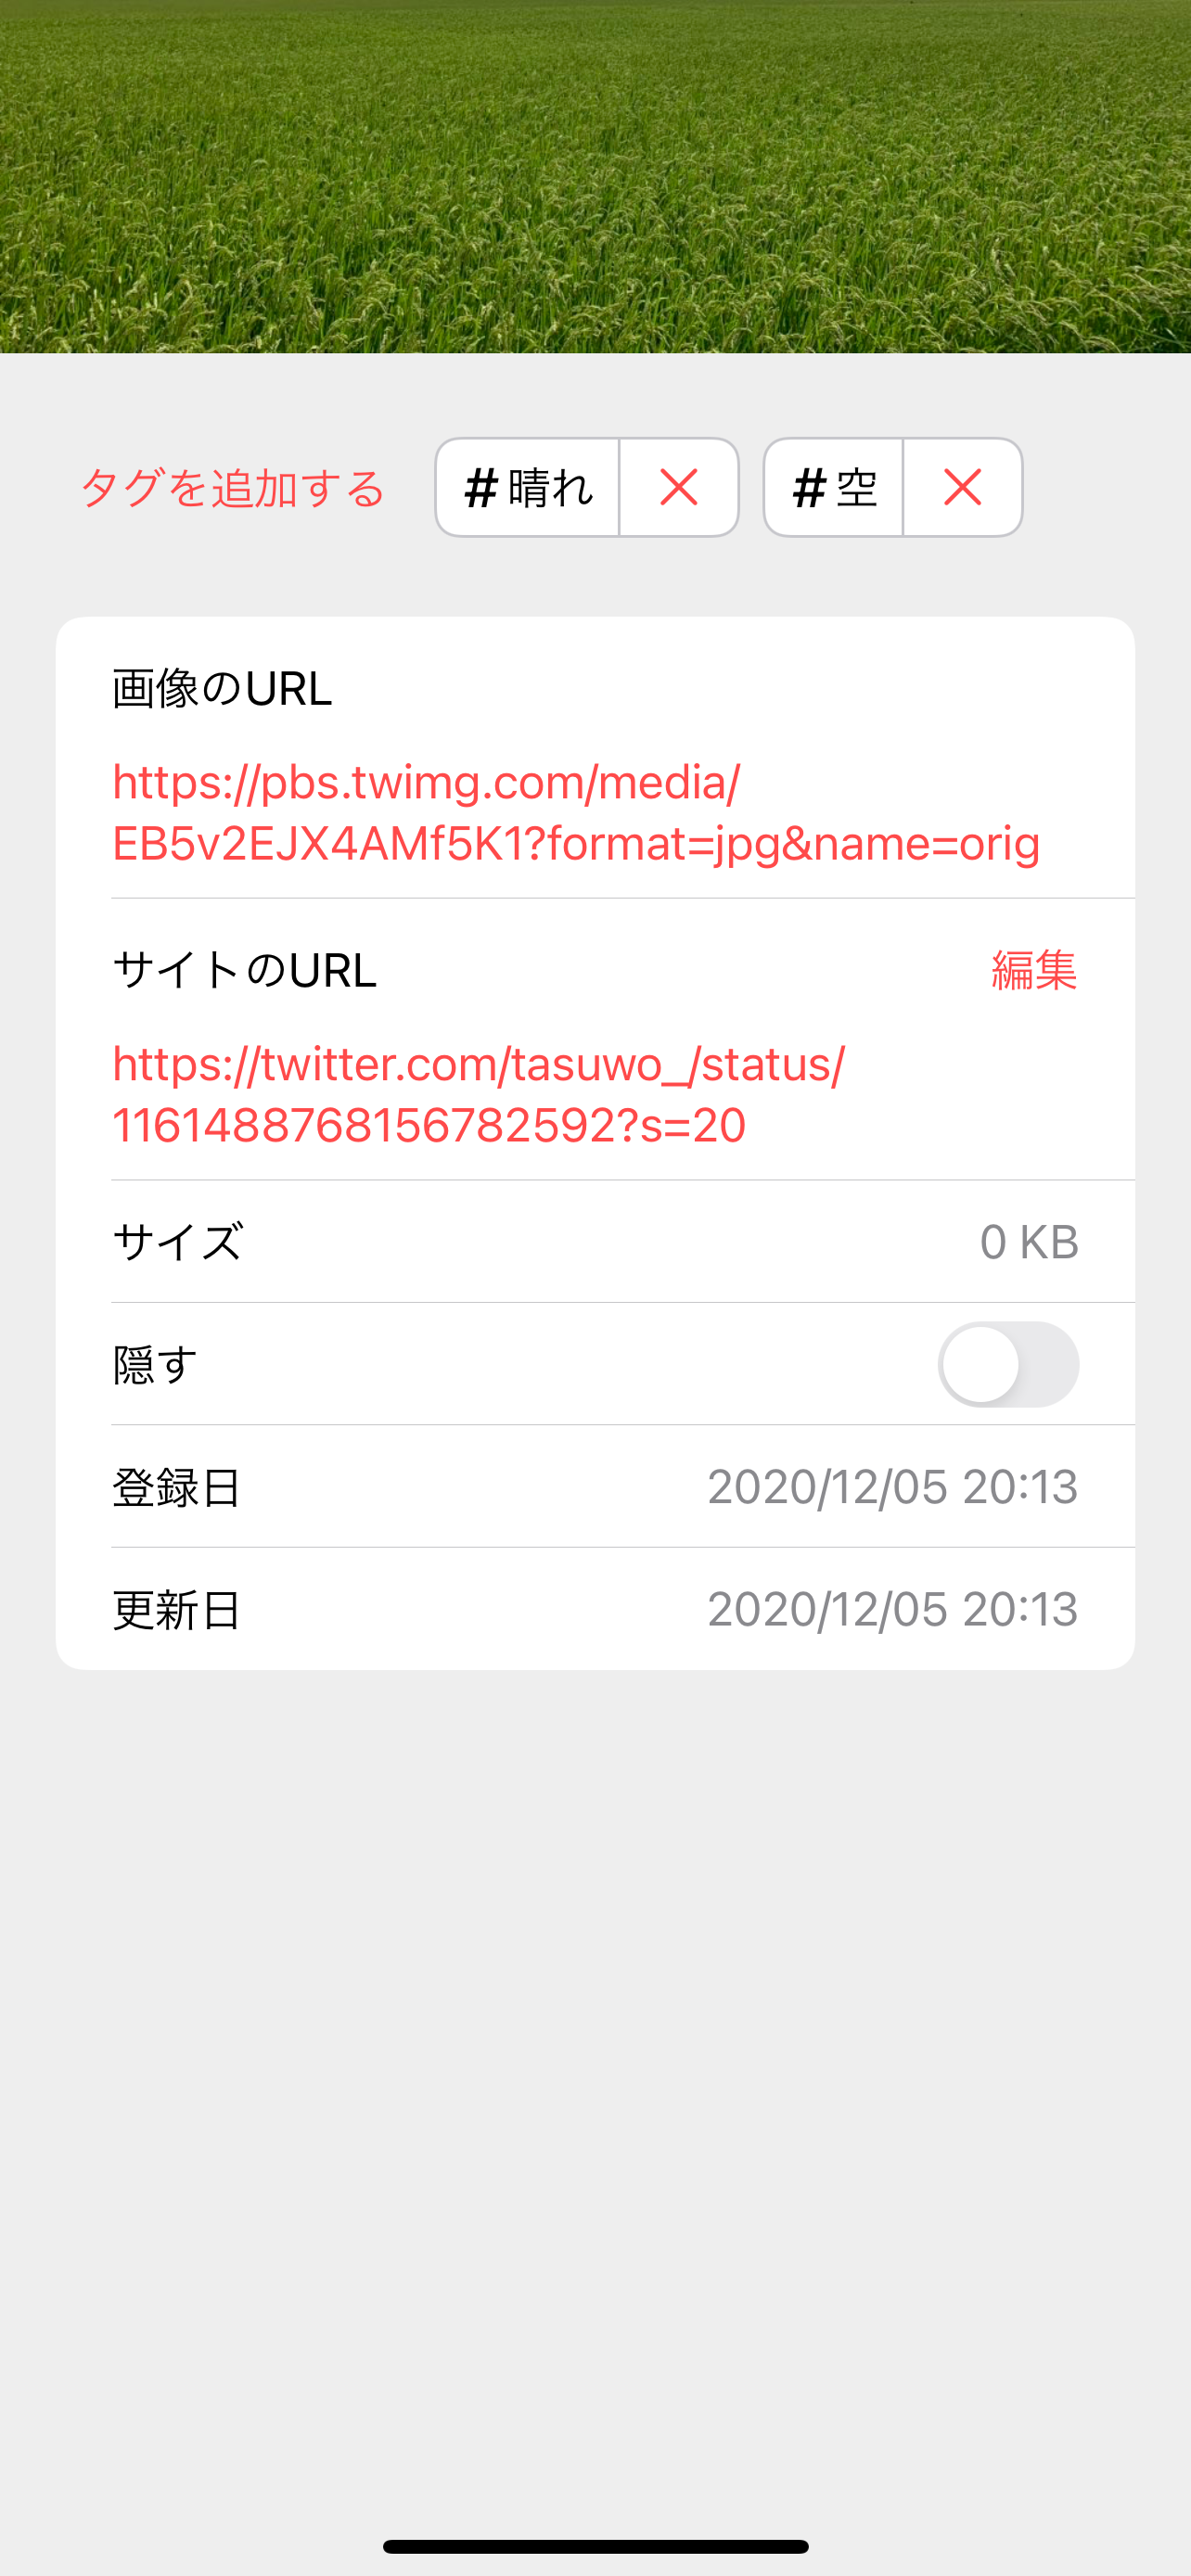 タグを追加する #晴れ × #空 ×
画像のURL
https://pbs.twimg.com/media/
EB5v2EJX4AMf5K1?format=jpg&name=orig
サイトのURL 編集
https://twitter.com/tasuwo_/status/
1161488768156782592?s=20
サイズ 0 KB
隠す
登録日 2020/12/05 20:13
更新日 2020/12/05 20:13